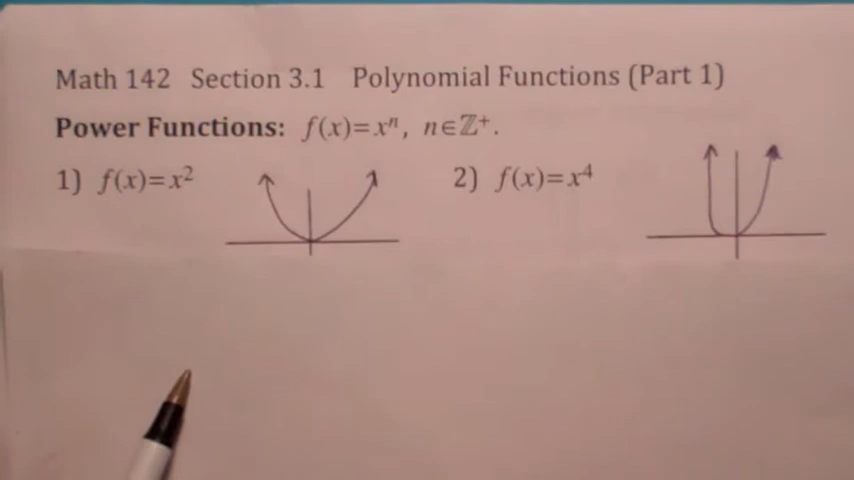 Math 142 Section 3.1 Polynomial Functions (Part 1)
Power Functions: f(x)=xⁿ, n∈ℤ⁺.
1) f(x)=x² 2) f(x)=x⁴